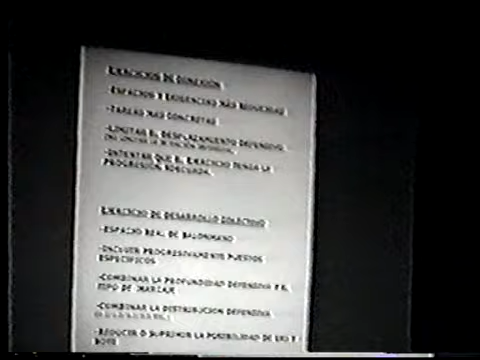 EJERCICIOS DE CONEXIÓN
-ESPACIOS Y EXIGENCIAS MÁS REDUCIDAS
-TAREAS MÁS CONCRETAS
-LIMITAR EL DESPLAZAMIENTO DEFENSIVO,
-INTENTAR QUE EL EJERCICIO TENGA LA
PROGRESIÓN ADECUADA.
EJERCICIO DE DESARROLLO COLECTIVO
-ESPACIO REAL DE BALONMANO
-INCLUIR PROGRESIVAMENTE PUESTOS
ESPECÍFICOS
-COMBINAR LA PROFUNDIDAD DEFENSIVA Y EL
TIPO DE MARCAJE
-COMBINAR LA DISTRIBUCIÓN DEFENSIVA
-REDUCIR O SUPRIMIR LA POSIBILIDAD DE
BOTE